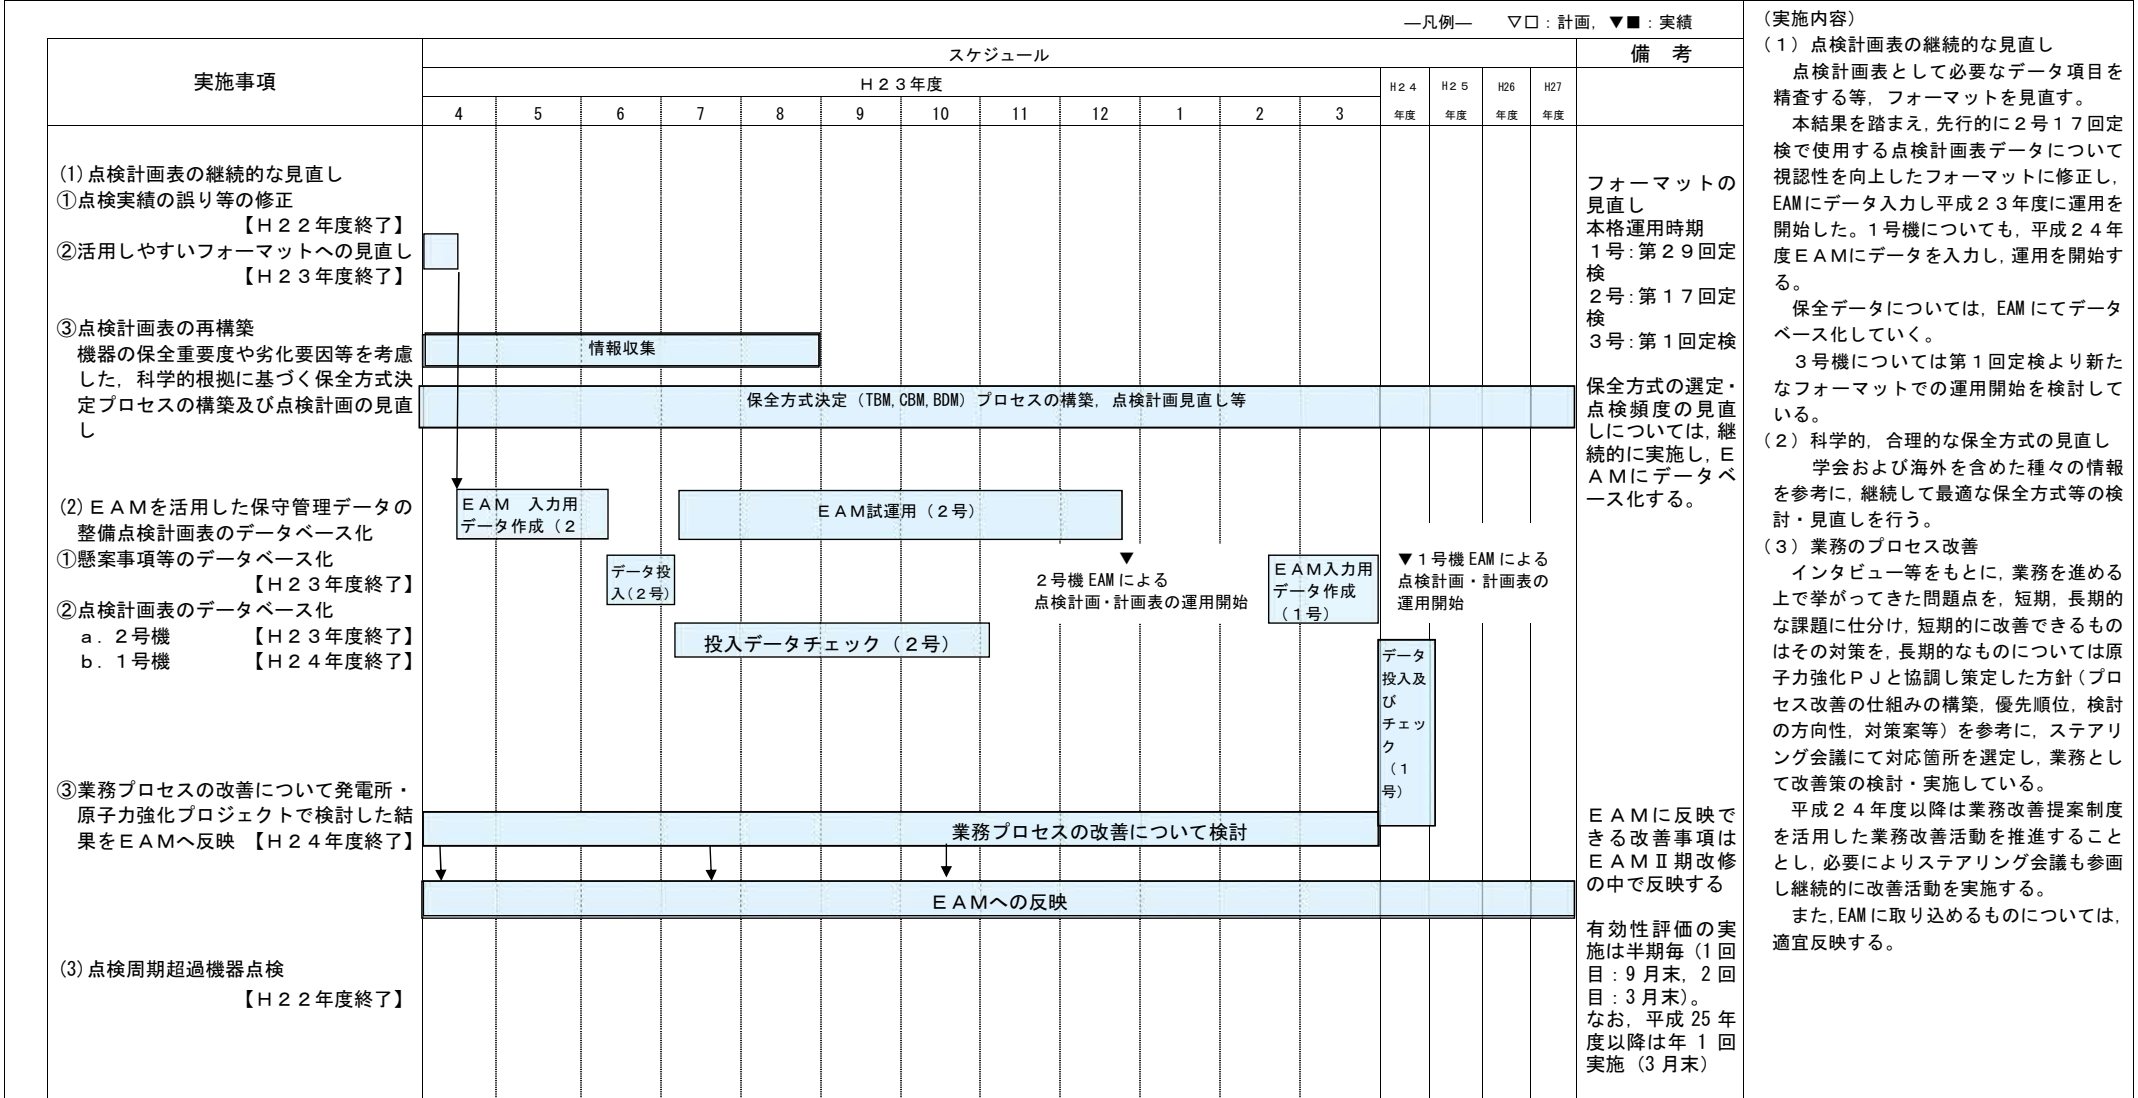 ―凡例―　▽□：計画，▼■：実績
実施事項
スケジュール
備　考
Ｈ２３年度
Ｈ２４
年度
Ｈ２５
年度
H26
年度
H27
年度
4 5 6 7 8 9 10 11 12 1 2 3
(1)点検計画表の継続的な見直し
①点検実績の誤り等の修正
【Ｈ２２年度終了】
②活用しやすいフォーマットへの見直し
【Ｈ２３年度終了】
③点検計画表の再構築
機器の保全重要度や劣化要因等を考慮
した，科学的根拠に基づく保全方式決
定プロセスの構築及び点検計画の見直
し
(2)ＥＡＭを活用した保守管理データの
整備点検計画表のデータベース化
①懸案事項等のデータベース化
【Ｈ２３年度終了】
②点検計画表のデータベース化
ａ．２号機　【Ｈ２３年度終了】
ｂ．１号機　【Ｈ２４年度終了】
③業務プロセスの改善について発電所・
原子力強化プロジェクトで検討した結
果をＥＡＭへ反映　【Ｈ２４年度終了】
(3)点検周期超過機器点検
【Ｈ２２年度終了】
情報収集
保全方式決定（TBM,CBM,BDM）プロセスの構築，点検計画見直し等
ＥＡＭ　入力用
データ作成（２
ＥＡＭ試運用（２号）
データ投
入(２号)
▼
２号機 EAM による
点検計画・計画表の運用開始
ＥＡＭ入力用
データ作成
（１号）
▼１号機 EAM による
点検計画・計画表の
運用開始
投入データチェック（２号）
データ
投入及
び
チェッ
ク
（１
号）
業務プロセスの改善について検討
ＥＡＭへの反映
フォーマットの
見直し
本格運用時期
１号：第２９回定
検
２号：第１７回定
検
３号：第１回定検
保全方式の選定・
点検頻度の見直
しについては，継
続的に実施し，Ｅ
ＡＭにデータベ
ース化する。
ＥＡＭに反映で
きる改善事項は
ＥＡＭⅡ期改修
の中で反映する
有効性評価の実
施は半期毎（1 回
目：9 月末，2 回
目：3 月末）。
なお，平成 25 年
度以降は年 1 回
実施（3 月末）
（実施内容）
（１）点検計画表の継続的な見直し
点検計画表として必要なデータ項目を
精査する等，フォーマットを見直す。
本結果を踏まえ，先行的に２号１７回定
検で使用する点検計画表データについて
視認性を向上したフォーマットに修正し，
EAM にデータ入力し平成２３年度に運用を
開始した。１号機についても，平成２４年
度ＥＡＭにデータを入力し，運用を開始す
る。
保全データについては，EAM にてデータ
ベース化していく。
３号機については第１回定検より新た
なフォーマットでの運用開始を検討して
いる。
（２）科学的，合理的な保全方式の見直し
学会および海外を含めた種々の情報
を参考に，継続して最適な保全方式等の検
討・見直しを行う。
（３）業務のプロセス改善
インタビュー等をもとに，業務を進める
上で挙がってきた問題点を，短期，長期的
な課題に仕分け，短期的に改善できるもの
はその対策を，長期的なものについては原
子力強化ＰＪと協調し策定した方針（プロ
セス改善の仕組みの構築，優先順位，検討
の方向性，対策案等）を参考に，ステアリ
ング会議にて対応箇所を選定し，業務とし
て改善策の検討・実施している。
平成２４年度以降は業務改善提案制度
を活用した業務改善活動を推進すること
とし，必要によりステアリング会議も参画
し継続的に改善活動を実施する。
また，EAM に取り込めるものについては，
適宜反映する。